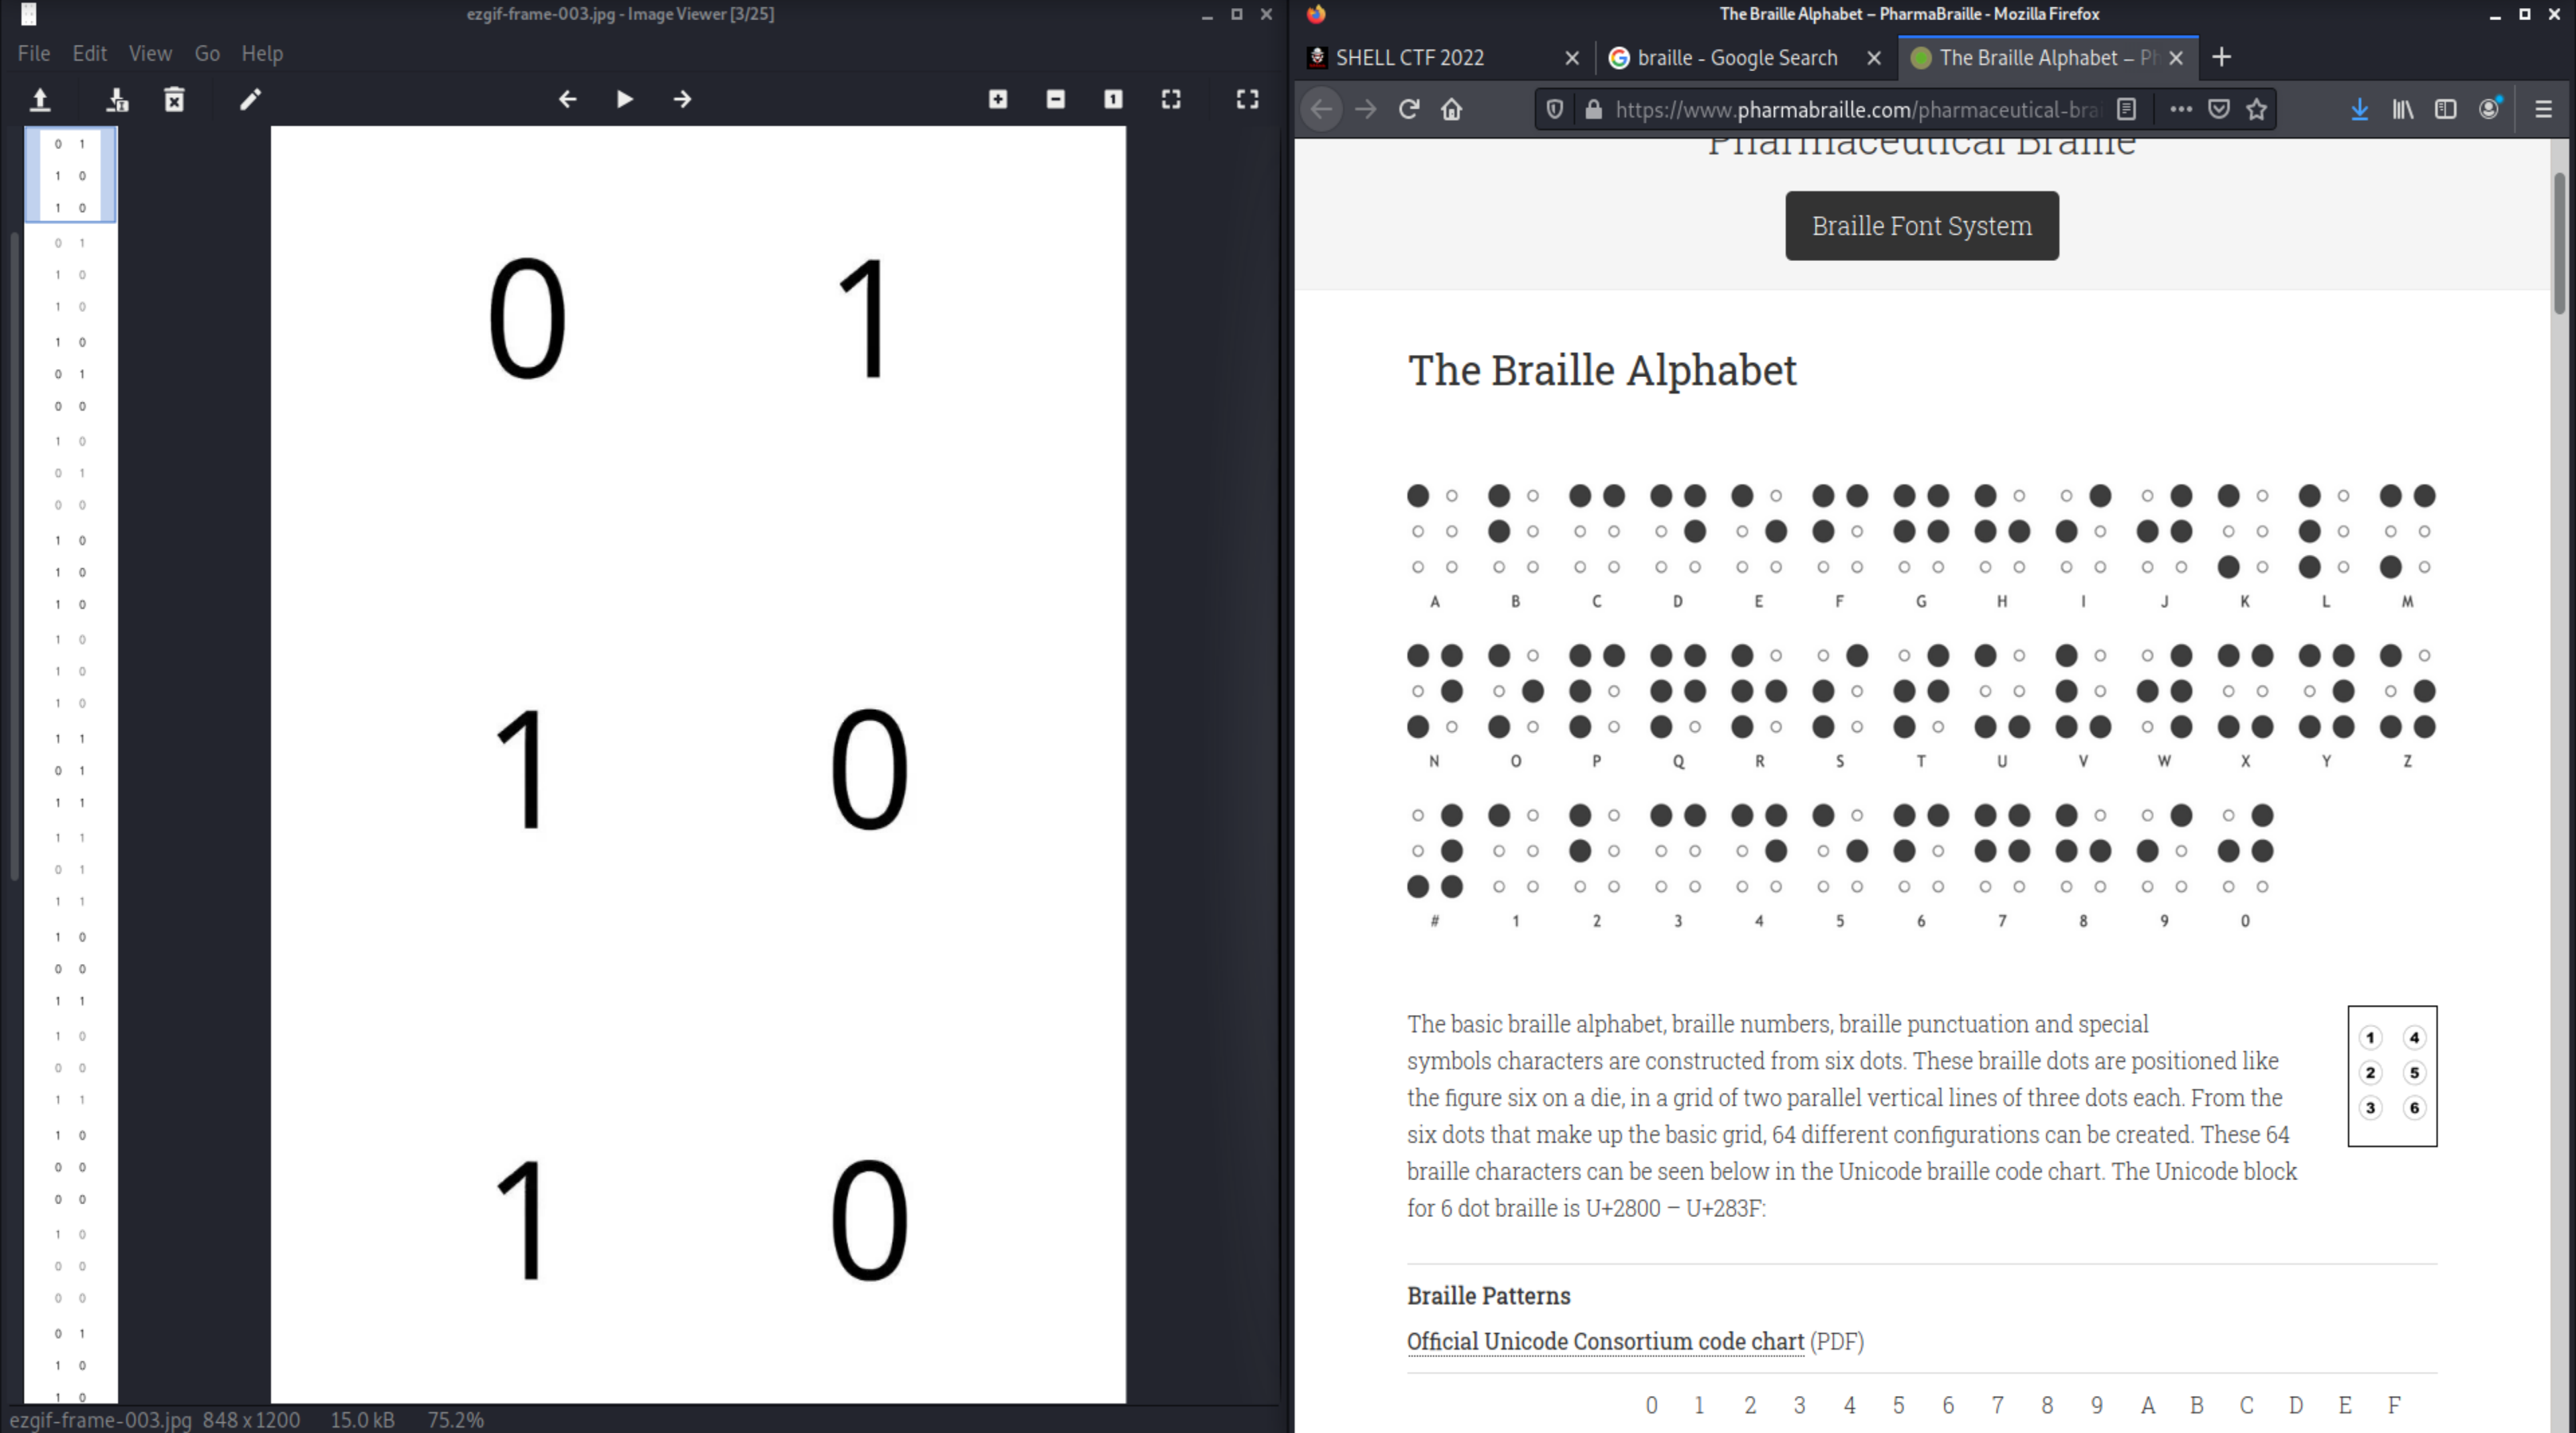 ezgif-frame-003.jpg - Image Viewer [3/25]
File Edit View Go Help
0 1
1 0
1 0
0 1
1 0
1 0
1 0
0 1
0 0
1 0
0 1
0 0
1 0
1 0
1 0
1 0
1 0
1 0
1 1
0 1
1 1
1 1
0 1
1 1
1 0
0 0
1 1
1 0
0 0
1 1
1 0
0 0
0 0
1 0
0 0
0 0
0 1
1 0
1 0
0 1
1 0
1 0
ezgif-frame-003.jpg 848 x 1200 15.0 kB 75.2%
The Braille Alphabet – PharmaBraille - Mozilla Firefox
SHELL CTF 2022
braille - Google Search
The Braille Alphabet – Ph
https://www.pharmabraille.com/pharmaceutical-brai
Pharmaceutical Braille
Braille Font System
The Braille Alphabet
A B C D E F G H I J K L M
N O P Q R S T U V W X Y Z
# 1 2 3 4 5 6 7 8 9 0
The basic braille alphabet, braille numbers, braille punctuation and special
symbols characters are constructed from six dots. These braille dots are positioned like
the figure six on a die, in a grid of two parallel vertical lines of three dots each. From the
six dots that make up the basic grid, 64 different configurations can be created. These 64
braille characters can be seen below in the Unicode braille code chart. The Unicode block
for 6 dot braille is U+2800 – U+283F:
1 4
2 5
3 6
Braille Patterns
Official Unicode Consortium code chart (PDF)
0 1 2 3 4 5 6 7 8 9 A B C D E F